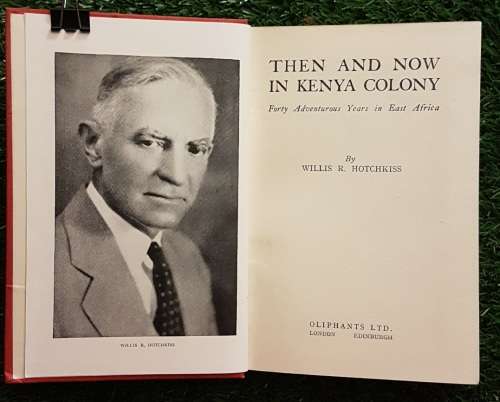 WILLIS R. HOTCHKISS
THEN AND NOW
IN KENYA COLONY
Forty Adventurous Years in East Africa
By
WILLIS R. HOTCHKISS
OLIPHANTS LTD.
LONDON EDINBURGH